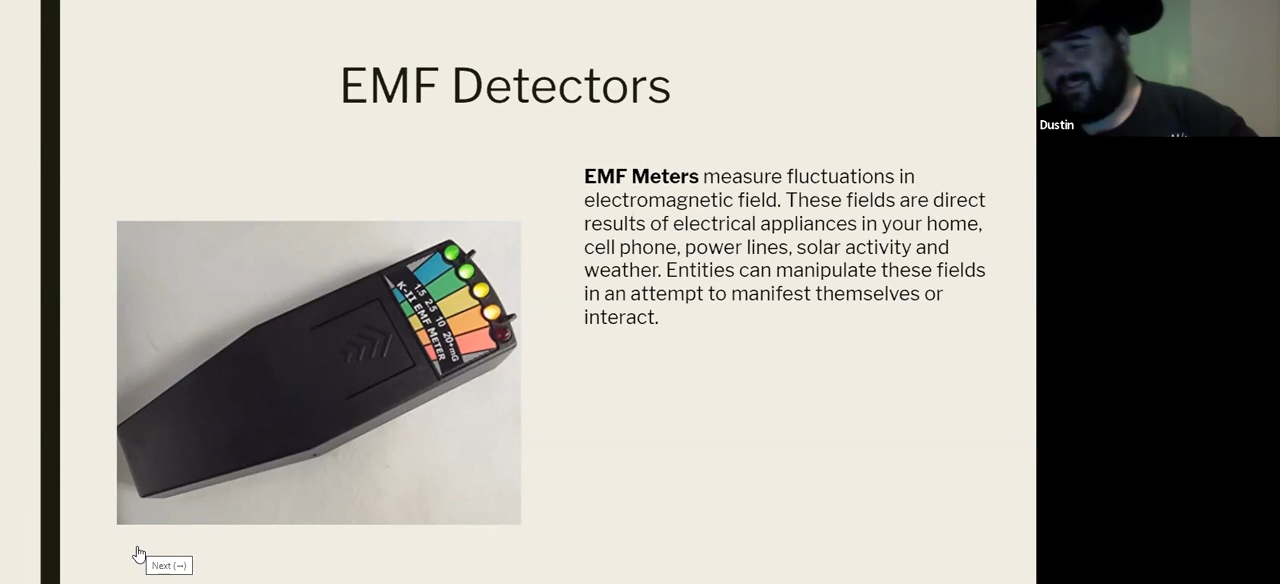 EMF Detectors
EMF Meters measure fluctuations in
electromagnetic field. These fields are direct
results of electrical appliances in your home,
cell phone, power lines, solar activity and
weather. Entities can manipulate these fields
in an attempt to manifest themselves or
interact.
1.5 2.5 10 20+mG
K-II EMF METER
Dustin
Next (→)